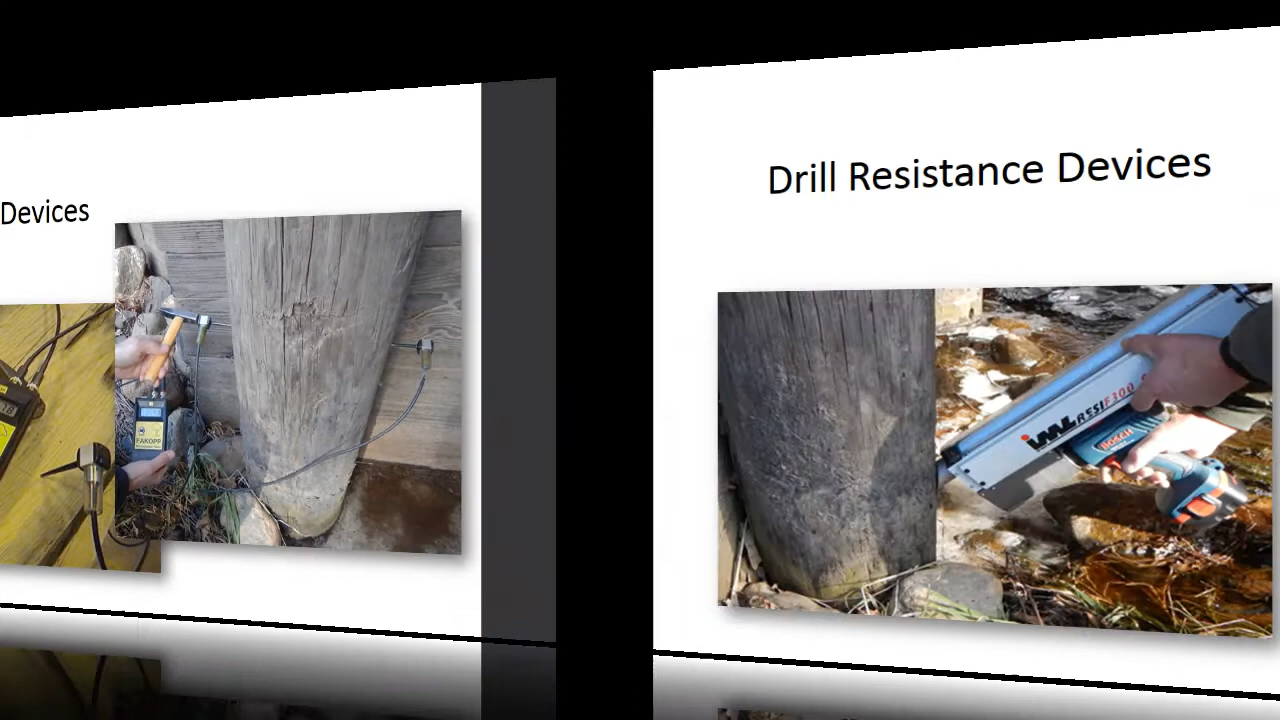 Devices
FAKOPP
Drill Resistance Devices
IML RESI F300
BOSCH